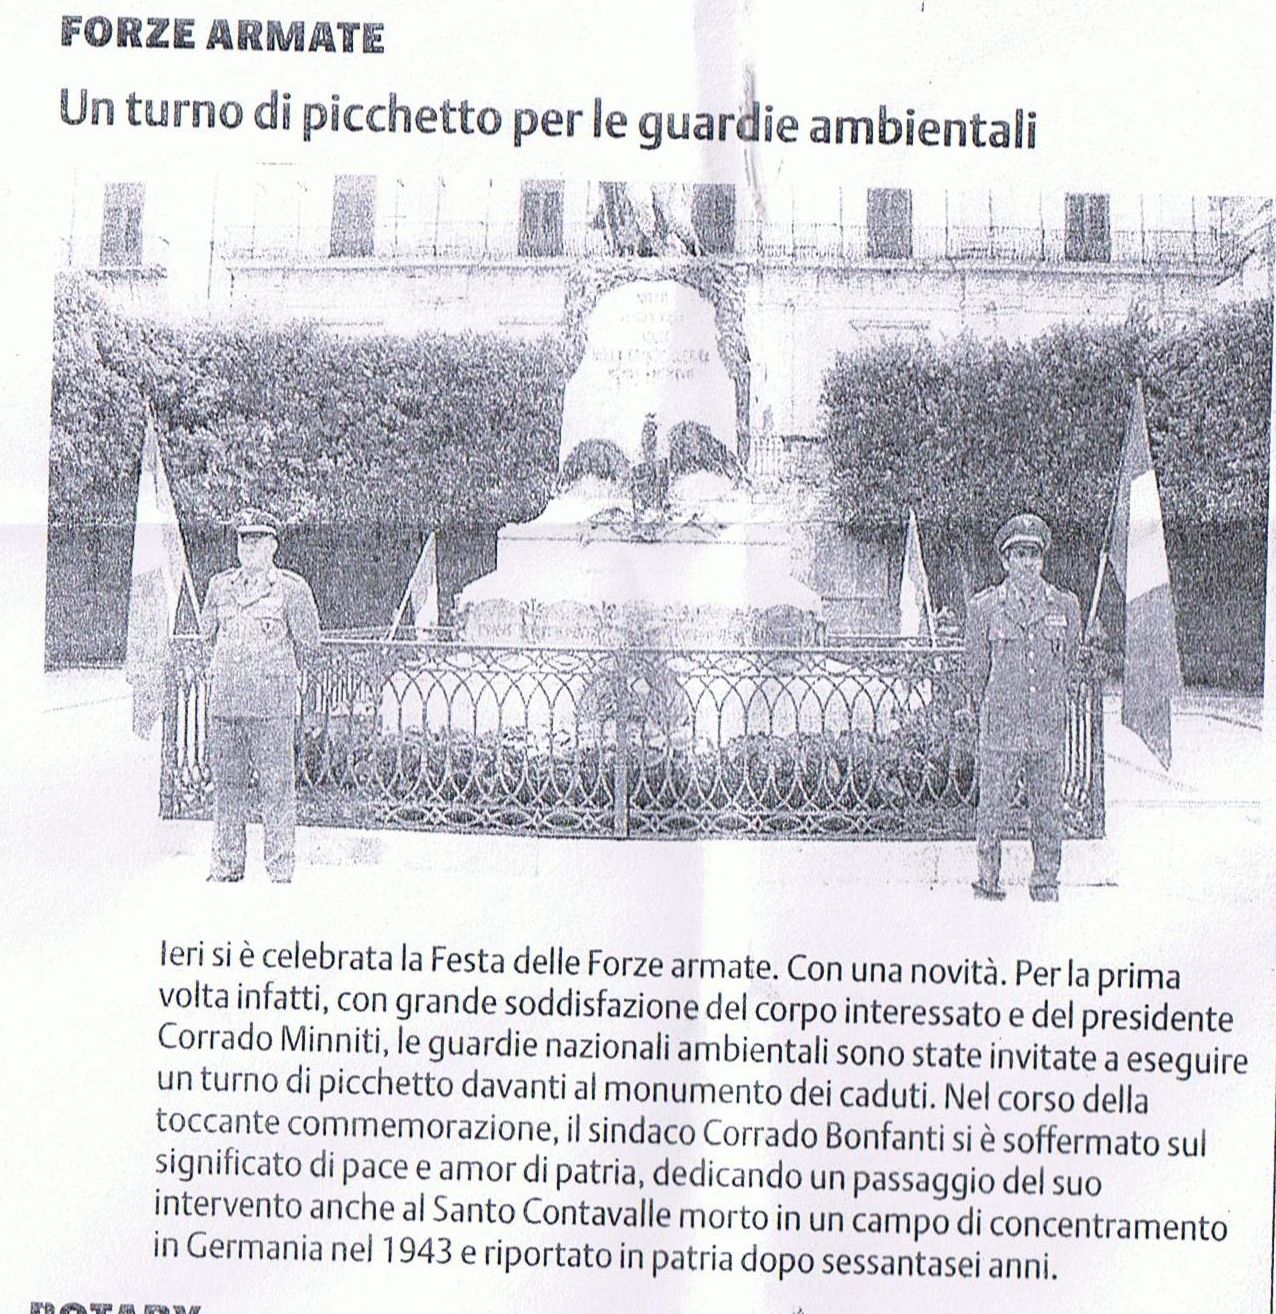 FORZE ARMATE
Un turno di picchetto per le guardie ambientali
Ieri si è celebrata la Festa delle Forze armate. Con una novità. Per la prima
volta infatti, con grande soddisfazione del corpo interessato e del presidente
Corrado Minniti, le guardie nazionali ambientali sono state invitate a eseguire
un turno di picchetto davanti al monumento dei caduti. Nel corso della
toccante commemorazione, il sindaco Corrado Bonfanti si è soffermato sul
significato di pace e amor di patria, dedicando un passaggio del suo
intervento anche al Santo Contavalle morto in un campo di concentramento
in Germania nel 1943 e riportato in patria dopo sessantasei anni.
ROTARY